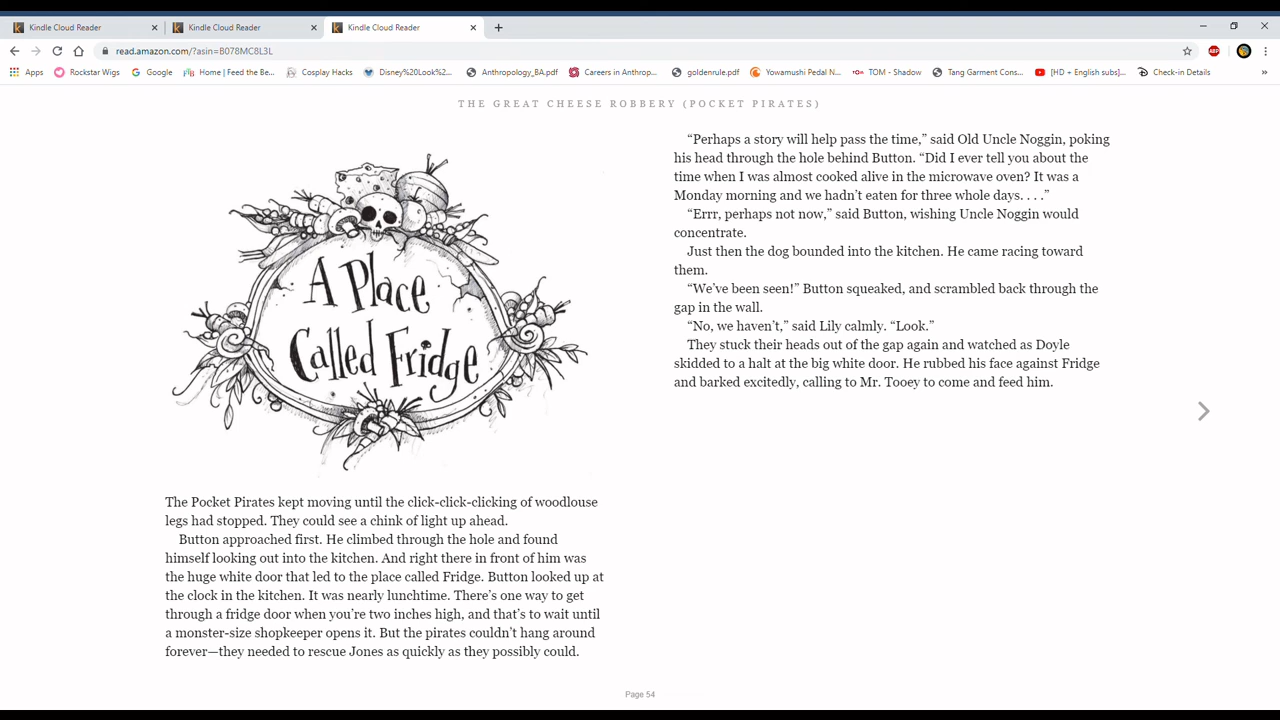 Kindle Cloud Reader
Kindle Cloud Reader
Kindle Cloud Reader
read.amazon.com/?asin=B078MC8L3L
Apps
Rockstar Wigs
Google
Home | Feed the Be...
Cosplay Hacks
Disney%20Look%2...
Anthropology_BA.pdf
Careers in Anthrop...
goldenrule.pdf
Yowamushi Pedal N...
TOM - Shadow
Tang Garment Cons...
[HD + English subs]...
Check-in Details
THE GREAT CHEESE ROBBERY (POCKET PIRATES)
A Place
Called Fridge
The Pocket Pirates kept moving until the click-click-clicking of woodlouse
legs had stopped. They could see a chink of light up ahead.
Button approached first. He climbed through the hole and found
himself looking out into the kitchen. And right there in front of him was
the huge white door that led to the place called Fridge. Button looked up at
the clock in the kitchen. It was nearly lunchtime. There’s one way to get
through a fridge door when you’re two inches high, and that’s to wait until
a monster-size shopkeeper opens it. But the pirates couldn’t hang around
forever—they needed to rescue Jones as quickly as they possibly could.
“Perhaps a story will help pass the time,” said Old Uncle Noggin, poking
his head through the hole behind Button. “Did I ever tell you about the
time when I was almost cooked alive in the microwave oven? It was a
Monday morning and we hadn’t eaten for three whole days. . . .”
“Errr, perhaps not now,” said Button, wishing Uncle Noggin would
concentrate.
Just then the dog bounded into the kitchen. He came racing toward
them.
“We’ve been seen!” Button squeaked, and scrambled back through the
gap in the wall.
“No, we haven’t,” said Lily calmly. “Look.”
They stuck their heads out of the gap again and watched as Doyle
skidded to a halt at the big white door. He rubbed his face against Fridge
and barked excitedly, calling to Mr. Tooey to come and feed him.
Page 54